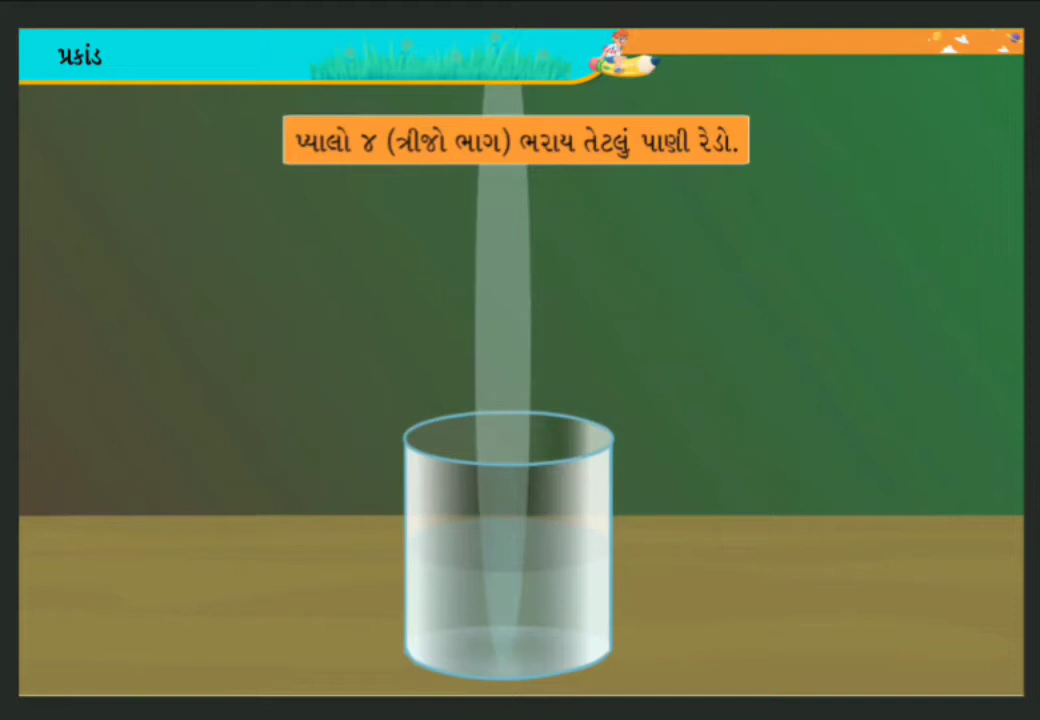 પ્રકાંડ
પ્યાલો ૪ (ત્રીજો ભાગ) ભરાય તેટલું પાણી રેડો.